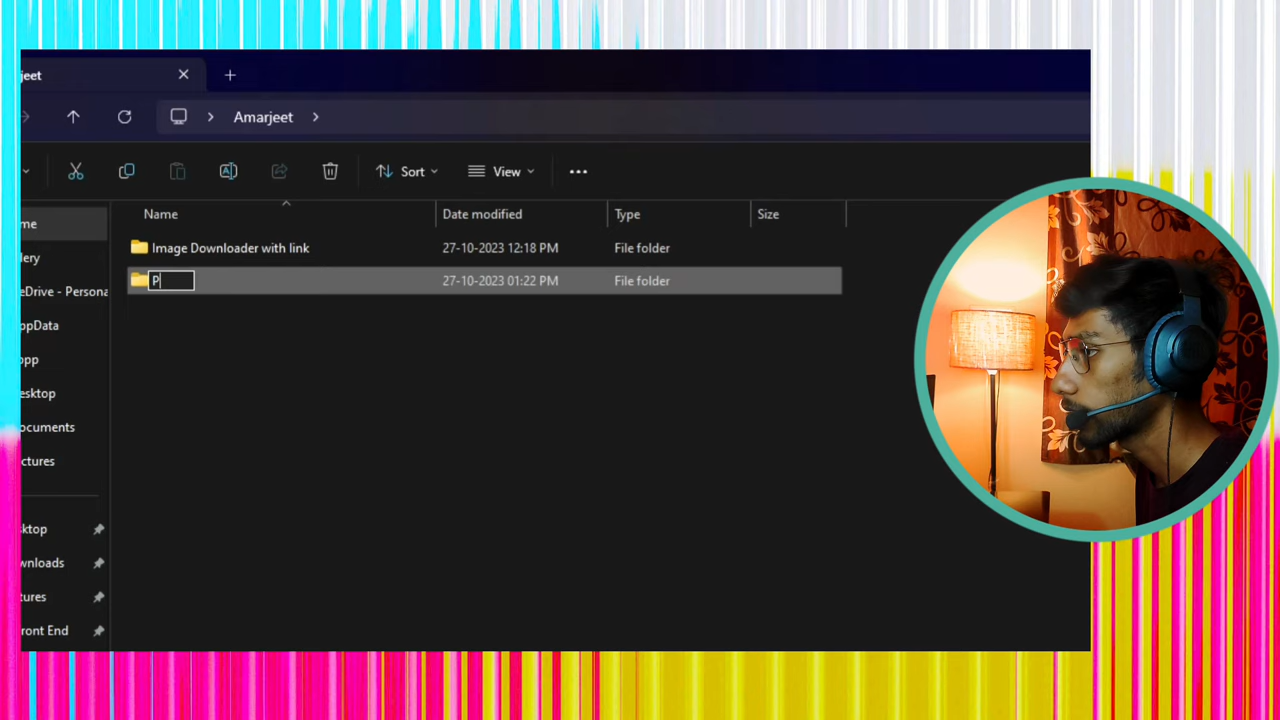 jeet
Amarjeet
Sort
View
Name
Date modified
Type
Size
me
lery
Image Downloader with link
27-10-2023 12:18 PM
File folder
P
27-10-2023 01:22 PM
File folder
eDrive - Persona
ppData
opp
esktop
ocuments
ctures
sktop
wnloads
tures
ront End